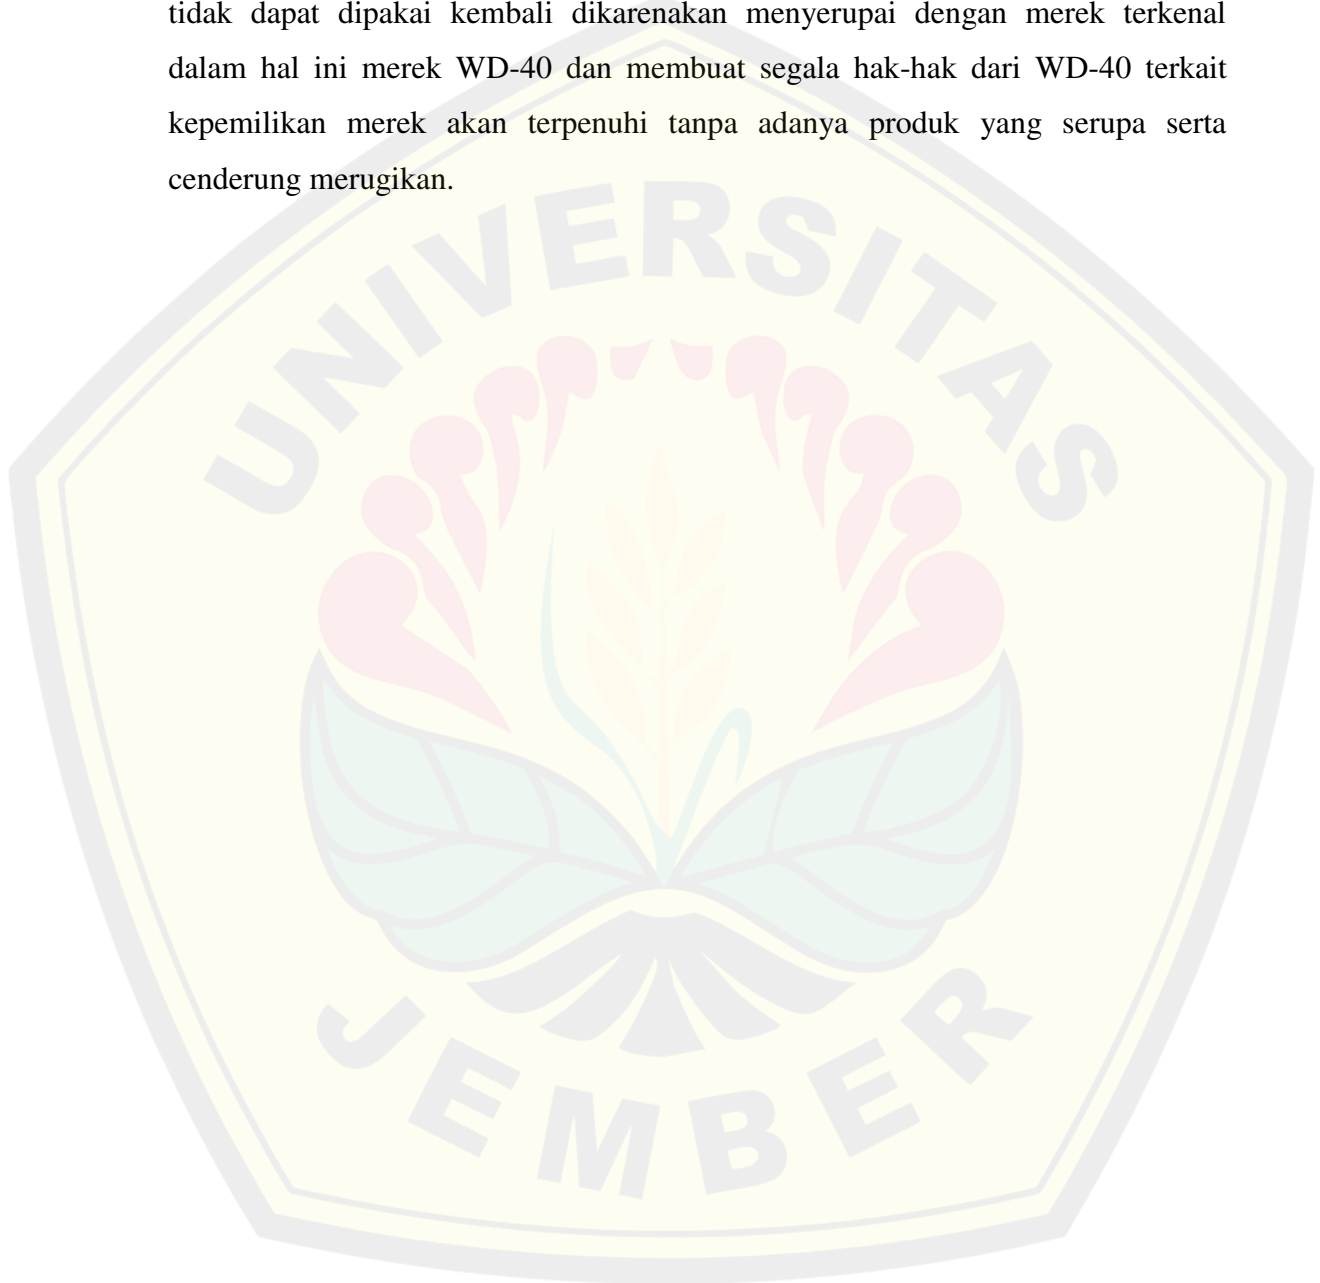 tidak dapat dipakai kembali dikarenakan menyerupai dengan merek terkenal
dalam hal ini merek WD-40 dan membuat segala hak-hak dari WD-40 terkait
kepemilikan merek akan terpenuhi tanpa adanya produk yang serupa serta
cenderung merugikan.
UNIVERSITAS
JEMBER